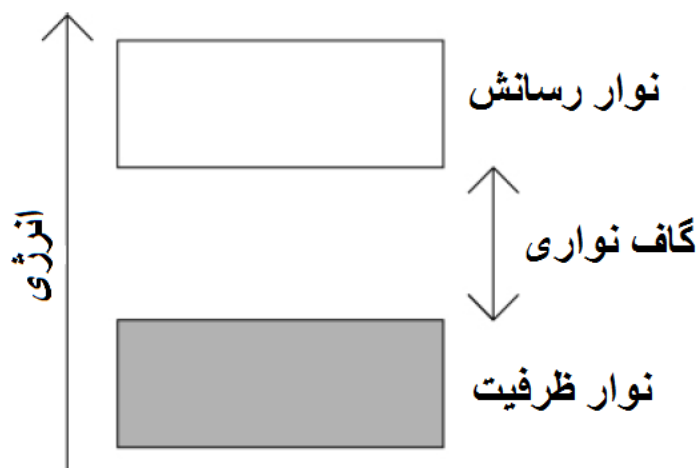 نوار رسانش
گاف نواری
انرژی
نوار ظرفیت